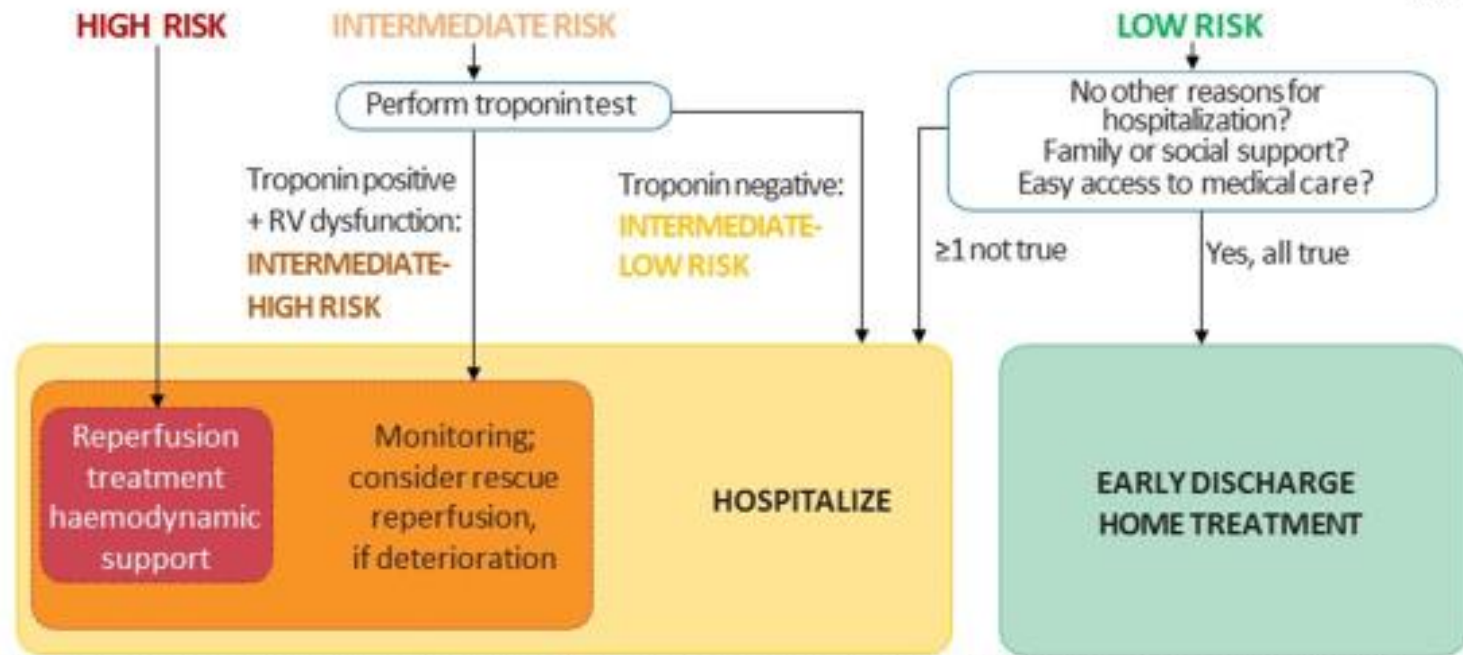 HIGH RISK
INTERMEDIATE RISK
LOW RISK
Perform troponin test
No other reasons for
hospitalization?
Family or social support?
Easy access to medical care?
Troponin positive
+ RV dysfunction:
INTERMEDIATE-
HIGH RISK
Troponin negative:
INTERMEDIATE-
LOW RISK
≥1 not true
Yes, all true
Reperfusion
treatment
haemodynamic
support
Monitoring;
consider rescue
reperfusion,
if deterioration
HOSPITALIZE
EARLY DISCHARGE
HOME TREATMENT